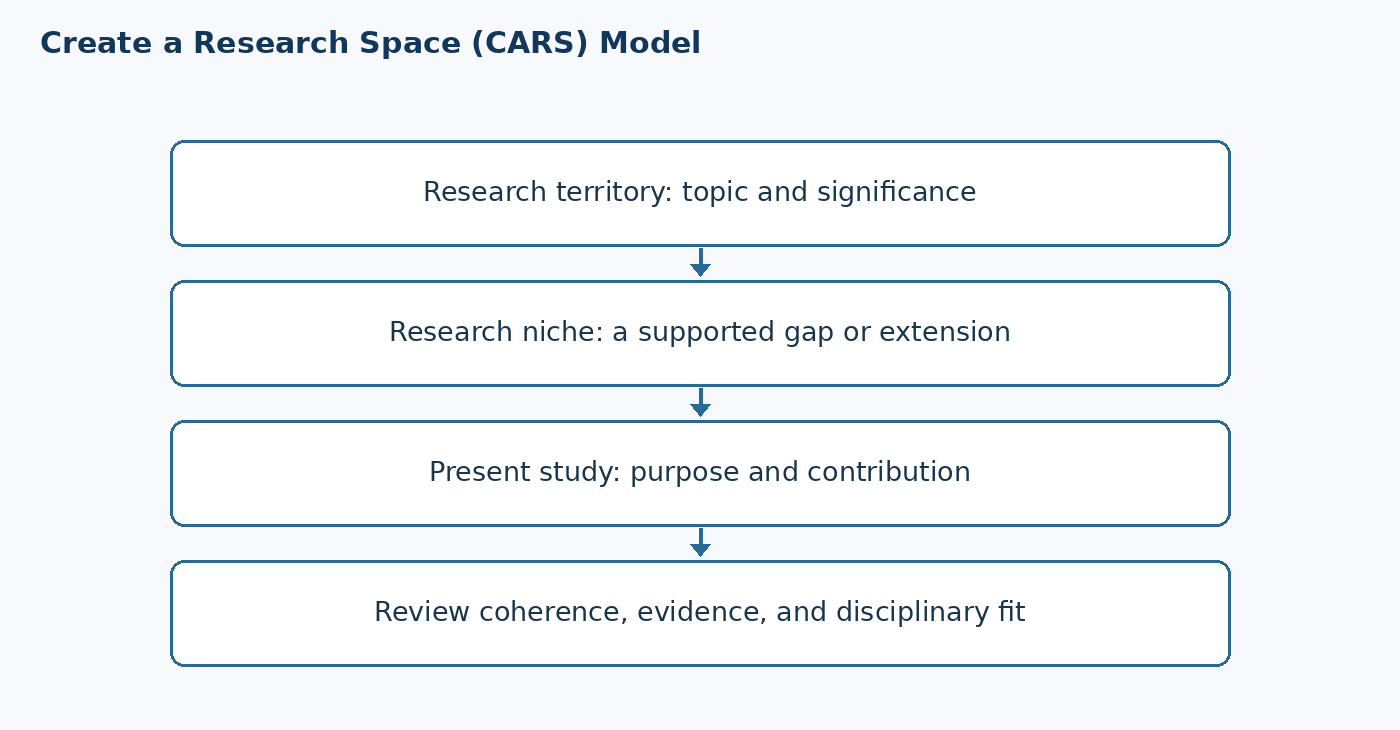 Create a Research Space (CARS) Model
Research territory: topic and significance
Research niche: a supported gap or extension
Present study: purpose and contribution
Review coherence, evidence, and disciplinary fit